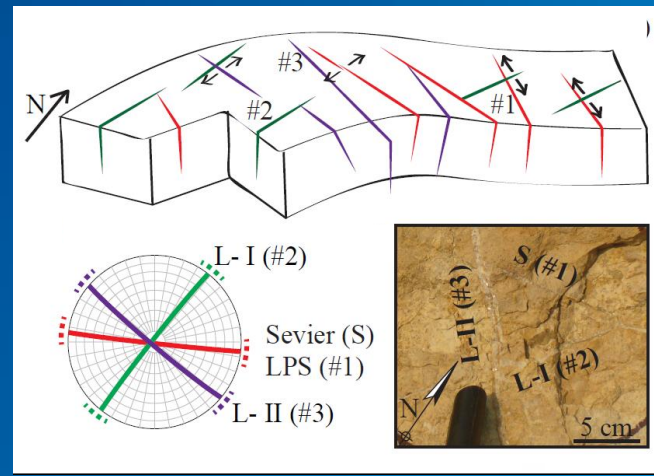 )
N
#3
#2
#1
L- I (#2)
Sevier (S)
LPS (#1)
L- II (#3)
S (#1)
L-II (#3)
L-I (#2)
N
5 cm